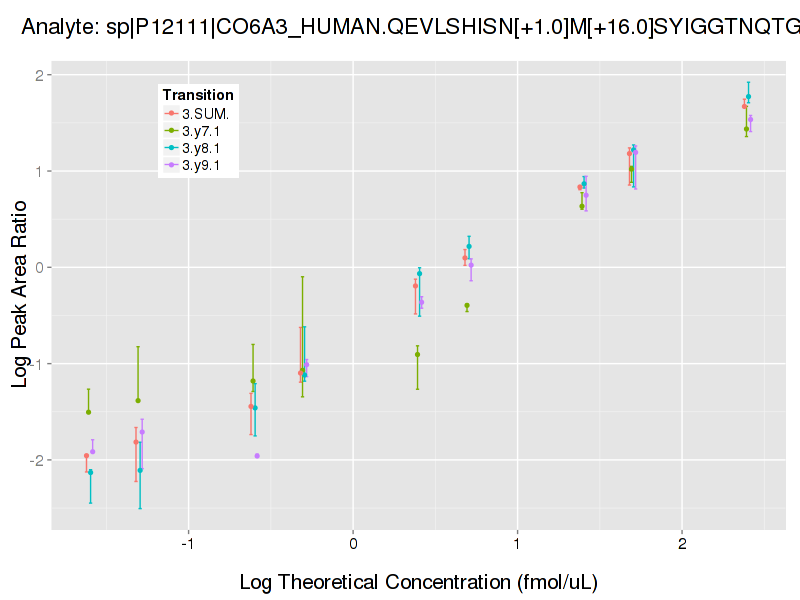 Analyte: sp|P12111|CO6A3_HUMAN.QEVLSHISN[+1.0]M[+16.0]SYIGGTNQTG
Log Peak Area Ratio
2
1
0
-1
-2
Transition
3.SUM.
3.y7.1
3.y8.1
3.y9.1
-1 0 1 2
Log Theoretical Concentration (fmol/uL)